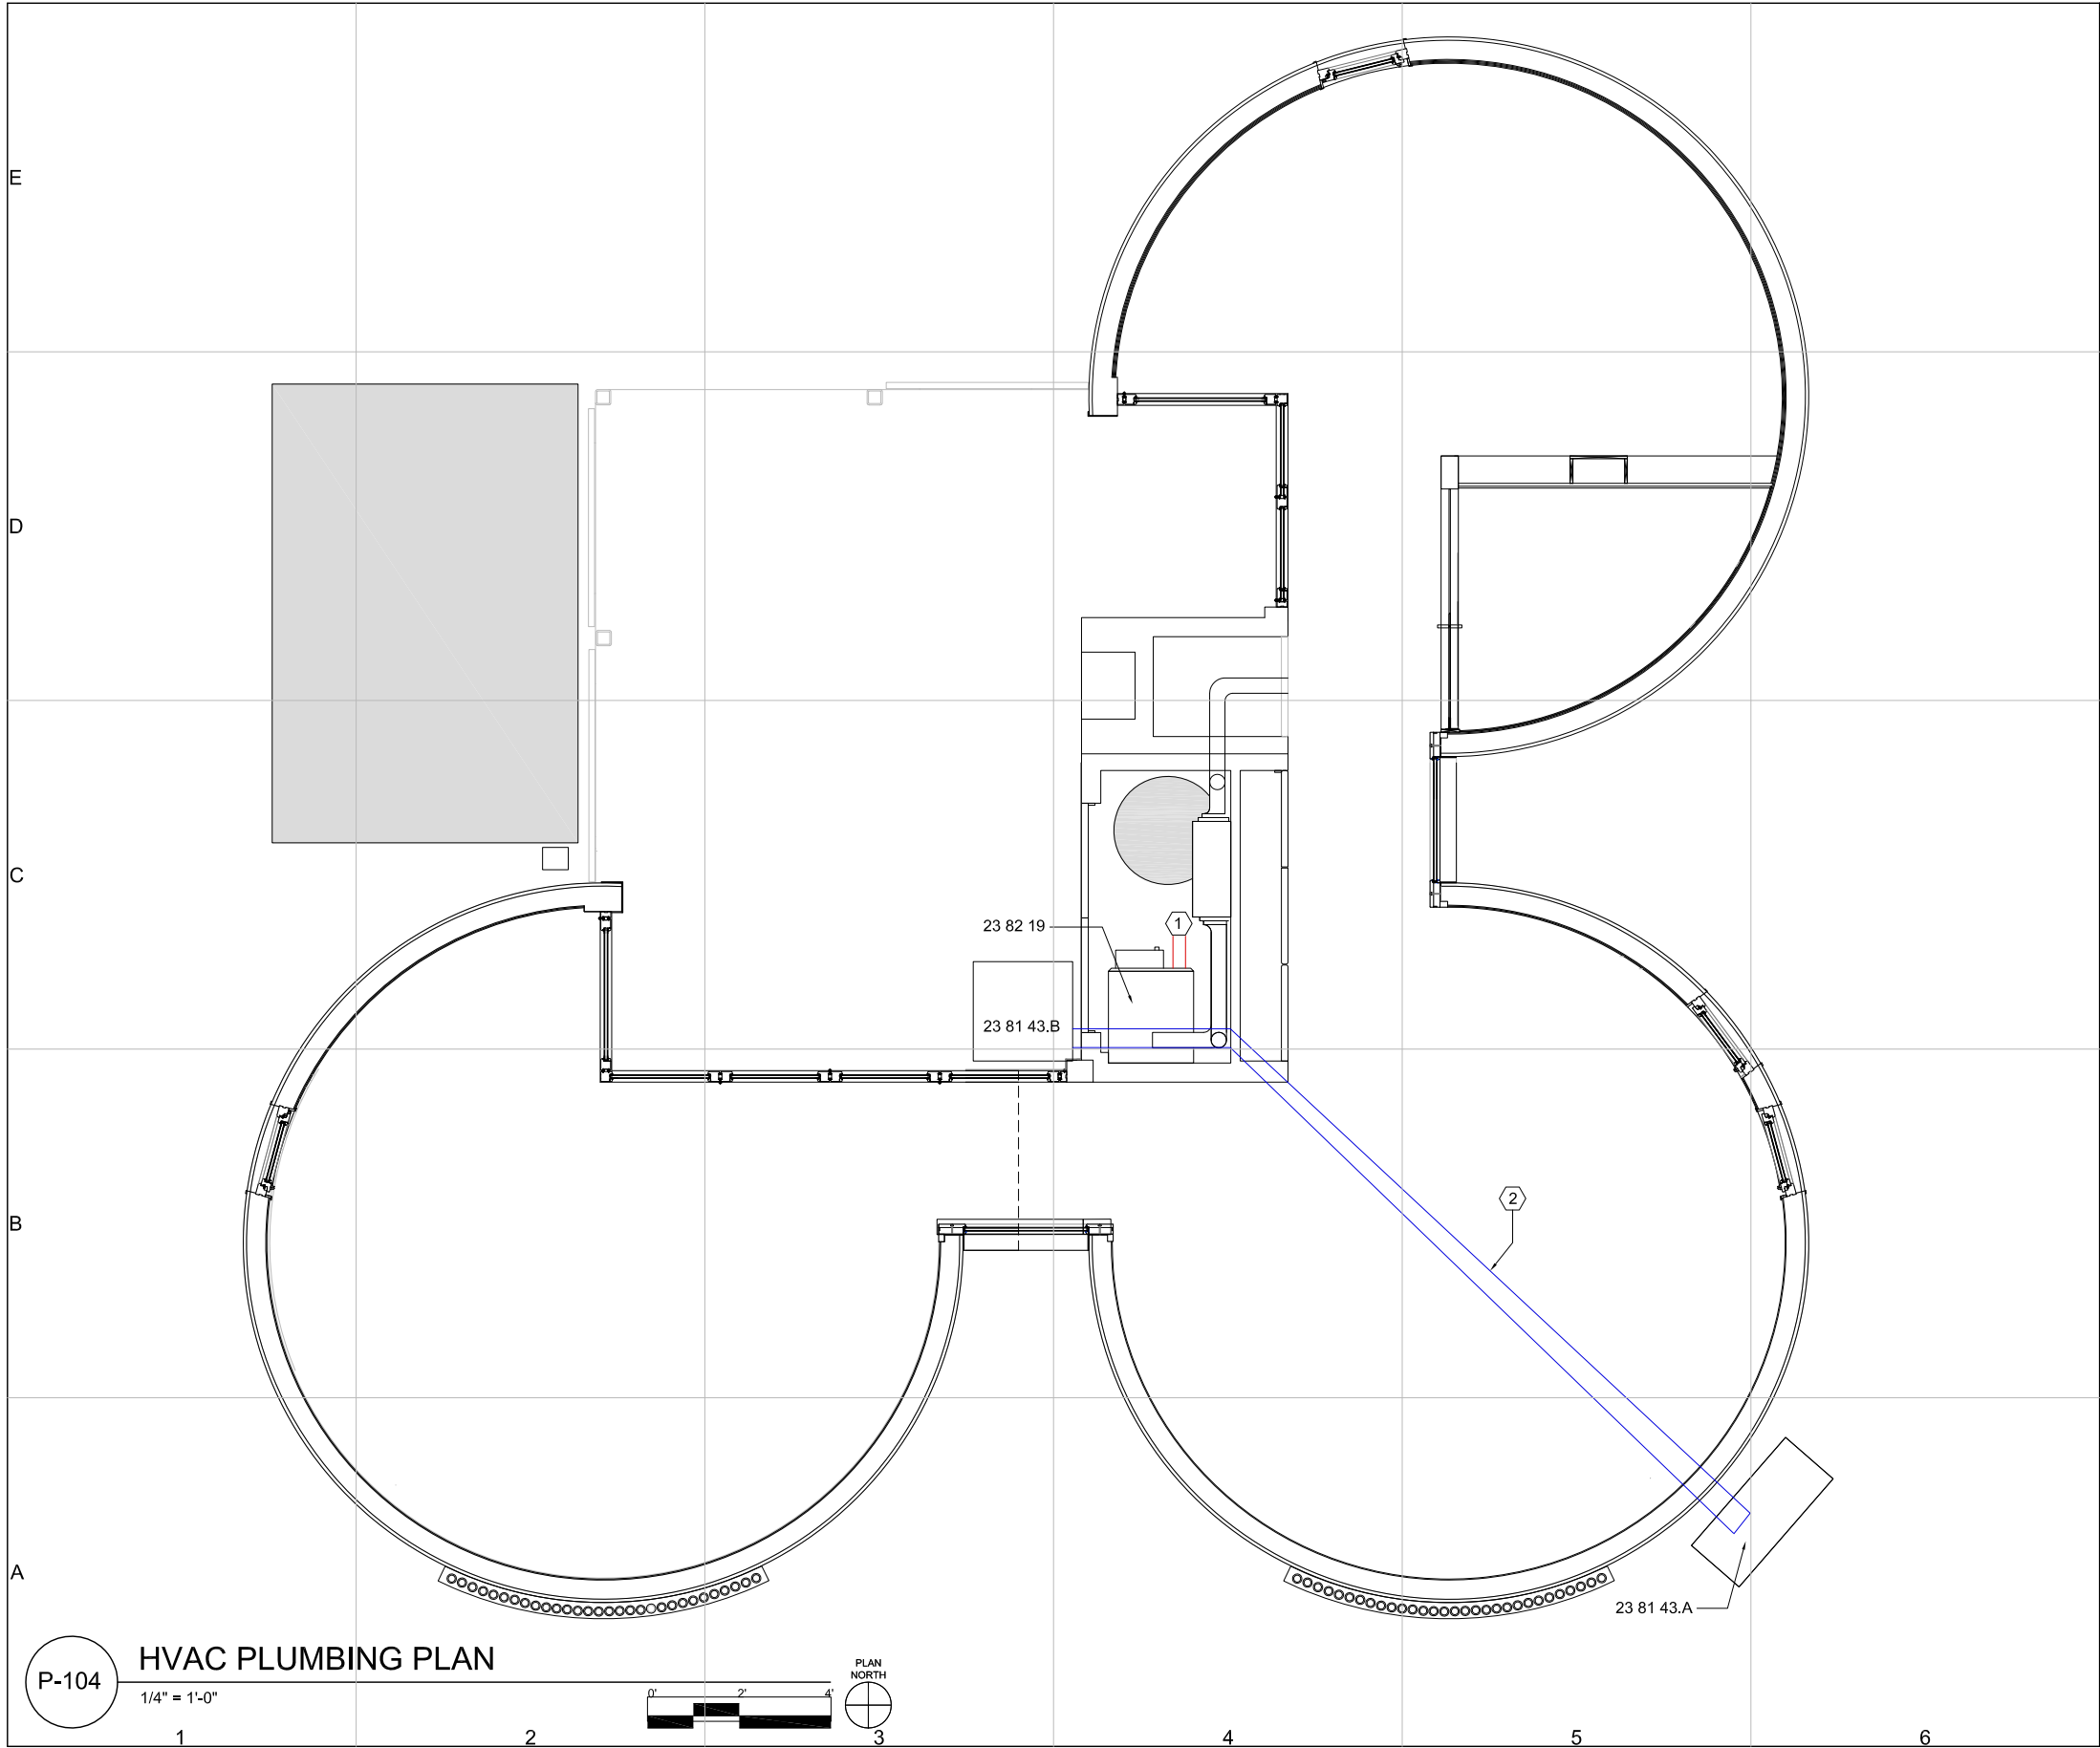 E
D
C
B
A
23 82 19
1
23 81 43.B
2
23 81 43.A
P-104
HVAC PLUMBING PLAN
1/4" = 1'-0"
0' 2' 4'
PLAN
NORTH
1 2 3 4 5 6